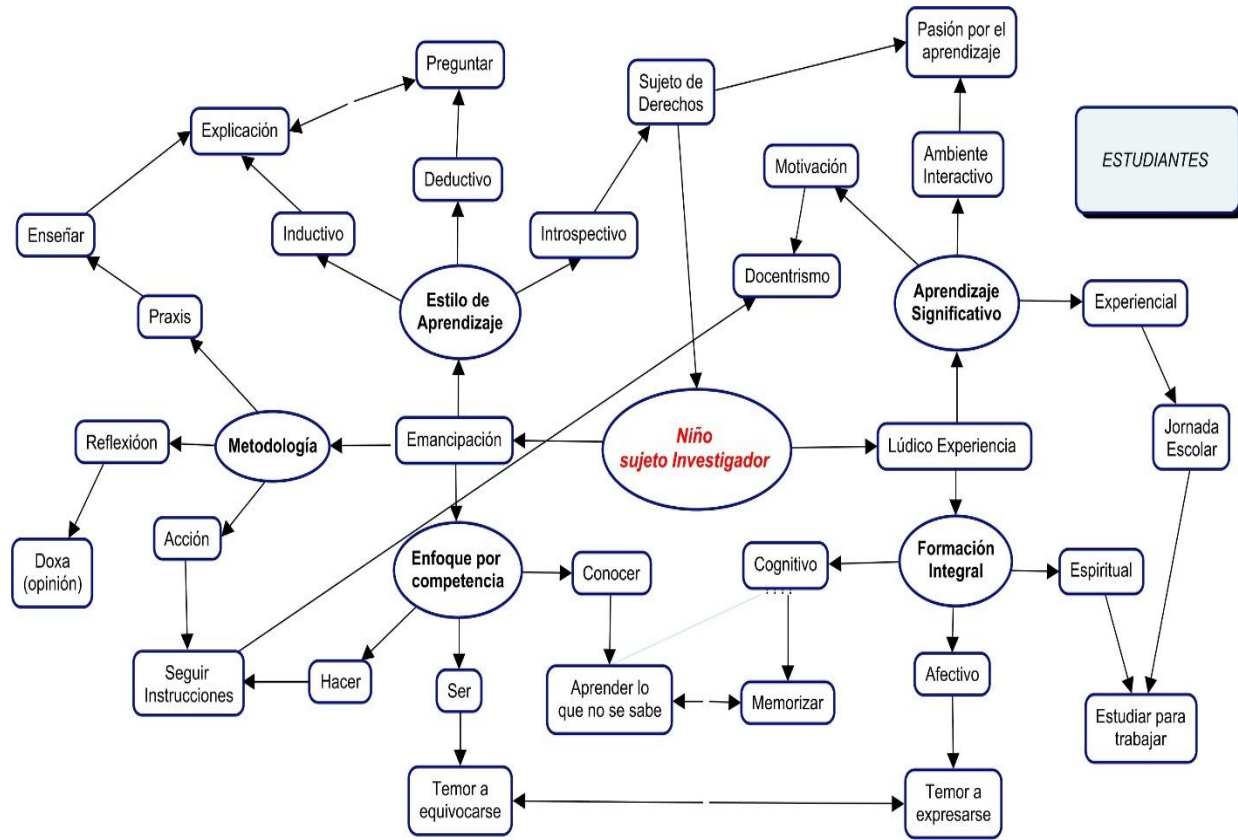 Pasión por el
aprendizaje
Preguntar
Sujeto de
Derechos
Explicación
ESTUDIANTES
Motivación
Ambiente
Interactivo
Deductivo
Enseñar
Inductivo
Introspectivo
Docentrismo
Estilo de
Aprendizaje
Aprendizaje
Significativo
Experiencial
Praxis
Reflexióon
Metodología
Emancipación
Niño
sujeto Investigador
Lúdico Experiencia
Jornada
Escolar
Acción
Doxa
(opinión)
Enfoque por
competencia
Conocer
Cognitivo
Formación
Integral
Espiritual
Seguir
Instrucciones
Hacer
Ser
Aprender lo
que no se sabe
Memorizar
Afectivo
Estudiar para
trabajar
Temor a
equivocarse
Temor a
expresarse